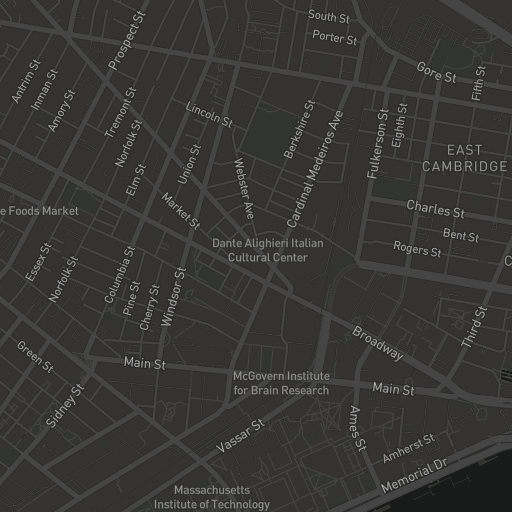 South St
Porter St
Prospect St
Gore St
Antrim St
Inman St
Amory St
Fifth St
Tremont St
Lincoln St
Berkshire St
Cardinal Medeiros Ave
Fulkerson St
Eighth St
Norfolk St
EAST
CAMBRIDGE
Union St
Webster Ave
Elm St
e Foods Market
Market St
Charles St
Bent St
Rogers St
Dante Alighieri Italian
Cultural Center
C
Essex St
Norfolk St
Columbia St
Pine St
Cherry St
Windsor St
Third St
Broadway
Green St
Main St
McGovern Institute
for Brain Research
Main St
Sidney St
Vassar St
Ames St
Amherst St
Memorial Dr
Massachusetts
Institute of Technology